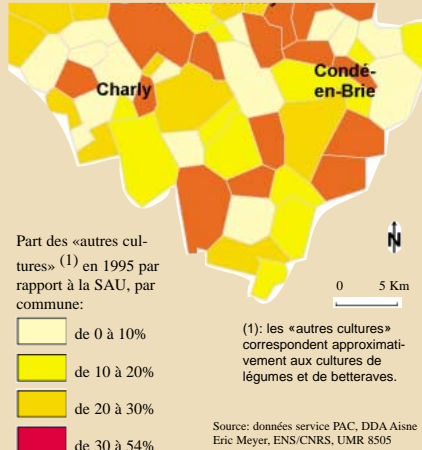 Charly
Condé-
en-Brie
N
Part des «autres cul-
tures» (1) en 1995 par
rapport à la SAU, par
commune:
0 5 Km
de 0 à 10%
de 10 à 20%
de 20 à 30%
de 30 à 54%
(1): les «autres cultures»
correspondent approximati-
vement aux cultures de
légumes et de betteraves.
Source: données service PAC, DDA Aisne
Eric Meyer, ENS/CNRS, UMR 8505